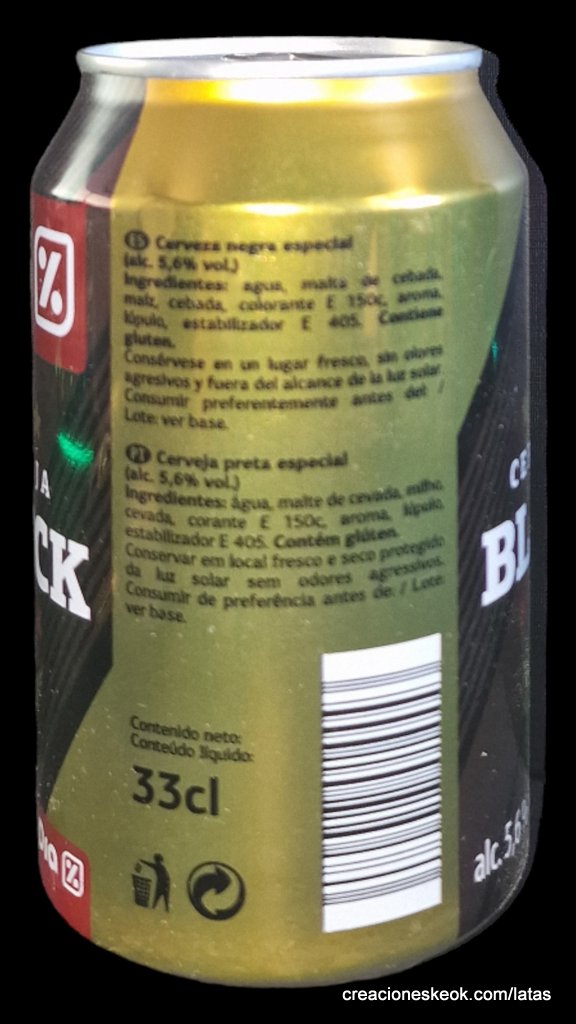 ES Cerveza negra especial
(alc. 5,6% vol.)
Ingredientes: agua, malta de cebada,
maíz, cebada, colorante E 150c, aroma,
lúpulo, estabilizador E 405. Contiene
gluten.
Consérvese en un lugar fresco, sin olores
agresivos y fuera del alcance de la luz solar.
Consumir preferentemente antes del: /
Lote: ver base.
PT Cerveja preta especial
(alc. 5,6% vol.)
Ingredientes: água, malte de cevada, milho,
cevada, corante E 150c, aroma, lúpulo,
estabilizador E 405. Contém glúten.
Conservar em local fresco e seco protegido
da luz solar sem odores agressivos.
Consumir de preferência antes de: / Lote:
ver base.
Contenido neto:
Conteúdo líquido:
33cl
JA
CK
Dia %
%
CE
BL
alc. 5,6%
creacioneskeok.com/latas